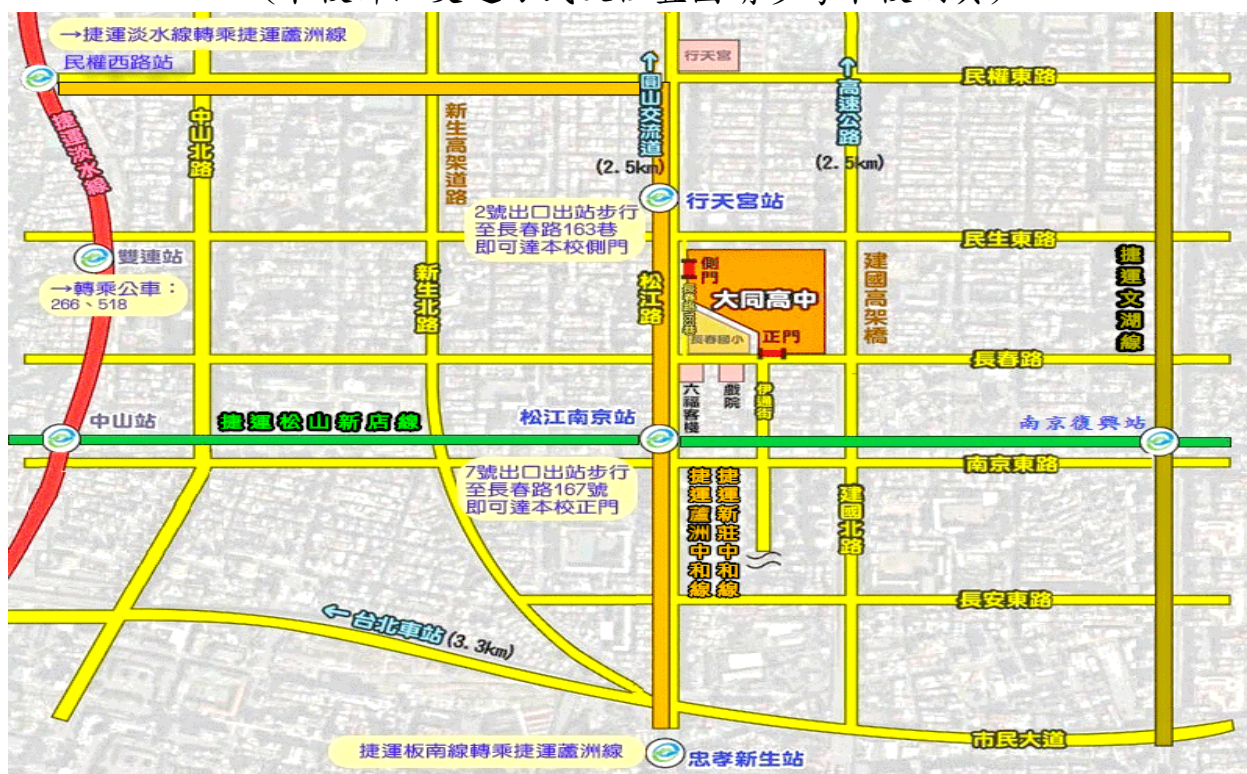 →捷運淡水線轉乘捷運蘆洲線
民權西路站
行天宮
民權東路
圓山交流道
(2.5km)
高速公路
(2.5km)
中山北路
新生高架道路
捷運淡水線
行天宮站
2號出口出站步行
至長春路163巷
即可達本校側門
民生東路
雙連站
→轉乘公車：
266、518
新生北路
松江路
側門
大同高中
長春國小
正門
建國高架橋
捷運文湖線
長春路
六福客棧
戲院
伊通街
中山站
捷運松山新店線
松江南京站
南京復興站
南京東路
7號出口出站步行
至長春路167號
即可達本校正門
捷運蘆洲中和線
捷運新莊中和線
建國北路
長安東路
←台北車站(3.3km)
市民大道
捷運板南線轉乘捷運蘆洲線
忠孝新生站